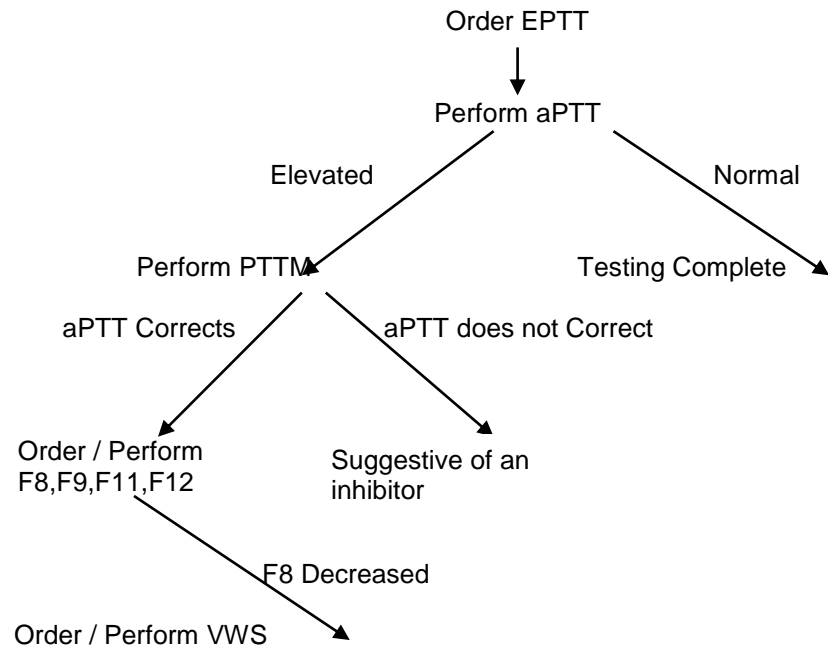 Order EPTT
Perform aPTT
Elevated
Normal
Perform PTTM
Testing Complete
aPTT Corrects
aPTT does not Correct
Order / Perform
F8,F9,F11,F12
Suggestive of an
inhibitor
F8 Decreased
Order / Perform VWS